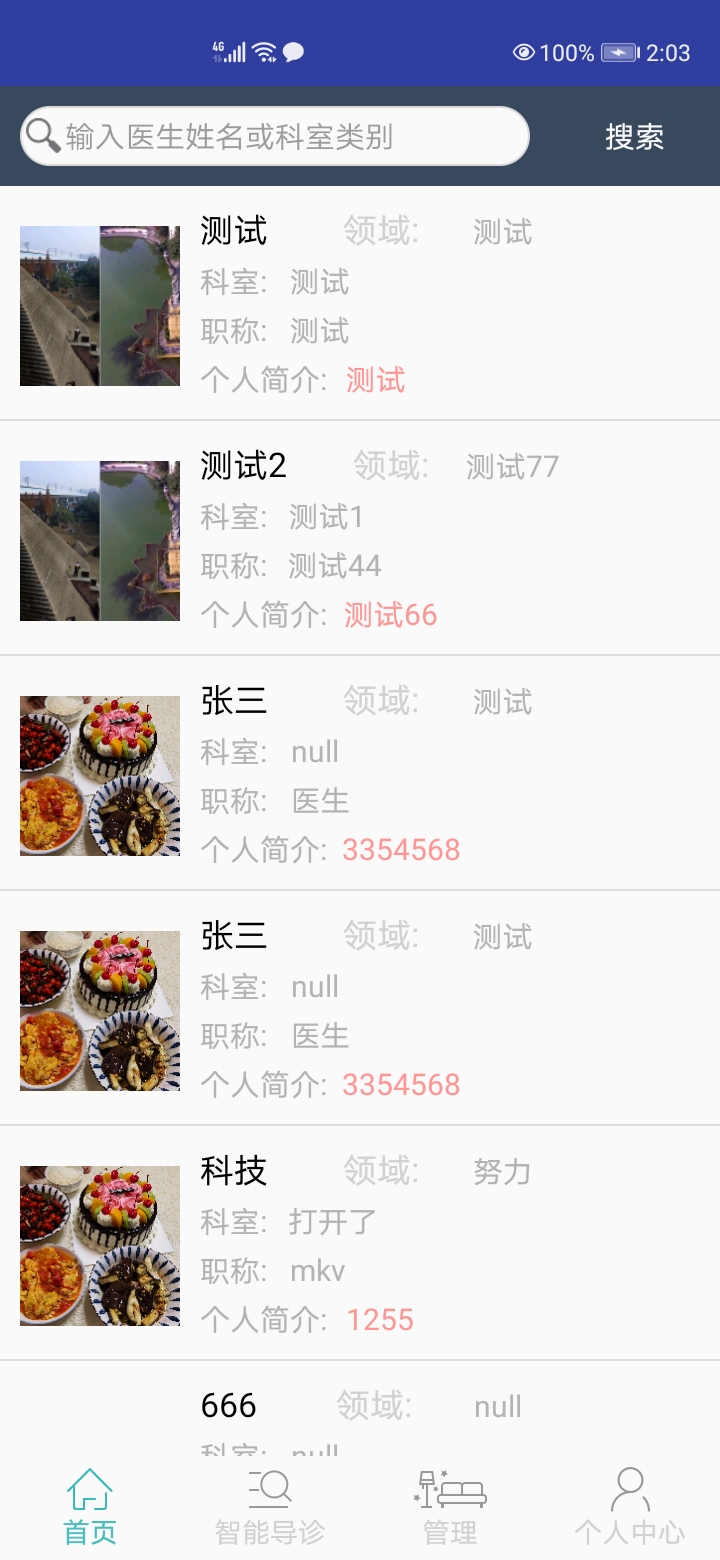 4G 100% 2:03
输入医生姓名或科室类别 搜索
测试 领域: 测试
科室: 测试
职称: 测试
个人简介: 测试
测试2 领域: 测试77
科室: 测试1
职称: 测试44
个人简介: 测试66
张三 领域: 测试
科室: null
职称: 医生
个人简介: 3354568
张三 领域: 测试
科室: null
职称: 医生
个人简介: 3354568
科技 领域: 努力
科室: 打开了
职称: mkv
个人简介: 1255
666 领域: null
科室: null
首页 智能导诊 管理 个人中心